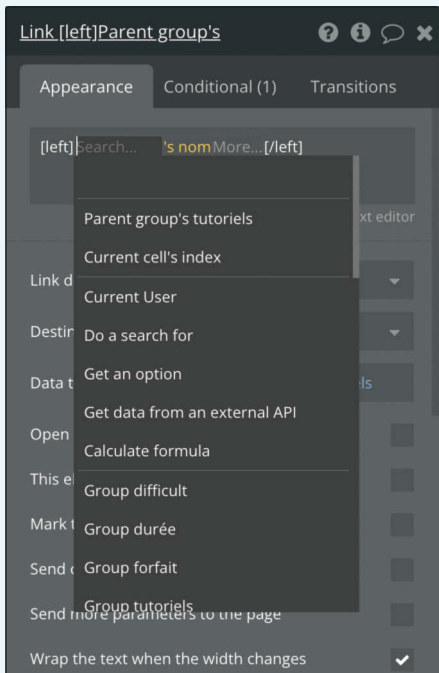 Link [left]Parent group's
Appearance Conditional (1) Transitions
[left] Search... 's nom More... [/left]
Parent group's tutoriels
xt editor
Current cell's index
Link d
Current User
Destin Do a search for
Data t Get an option els
Get data from an external API
Open
Calculate formula
This el
Group difficult
Mark t Group durée
Send c Group forfait
Group tutoriels
Send more parameters to the page
Wrap the text when the width changes